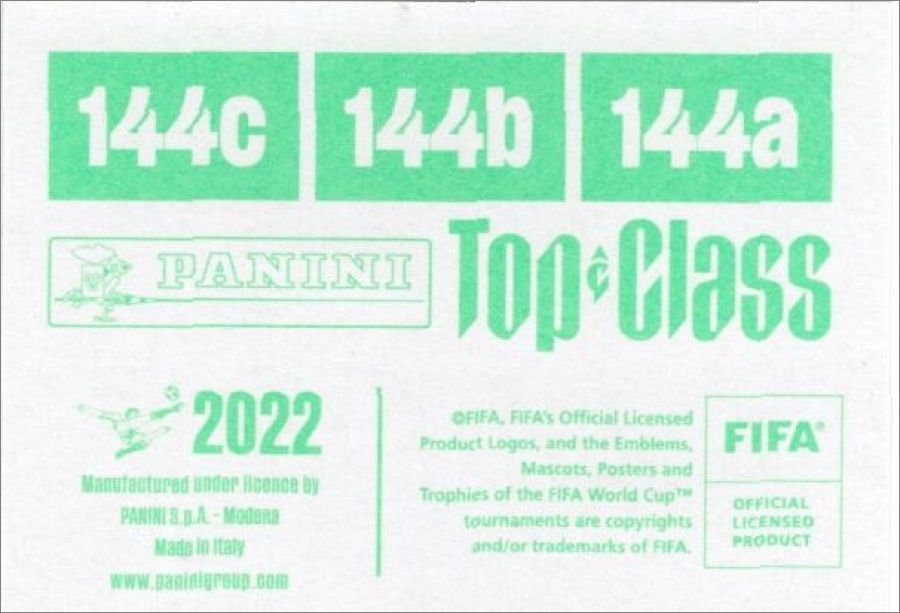 144c 144b 144a
PANINI
Top Class
2022
Manufactured under licence by
PANINI S.p.A. - Modena
Made in Italy
www.paninigroup.com
©FIFA, FIFA's Official Licensed
Product Logos, and the Emblems,
Mascots, Posters and
Trophies of the FIFA World Cup™
tournaments are copyrights
and/or trademarks of FIFA.
FIFA®
OFFICIAL
LICENSED
PRODUCT